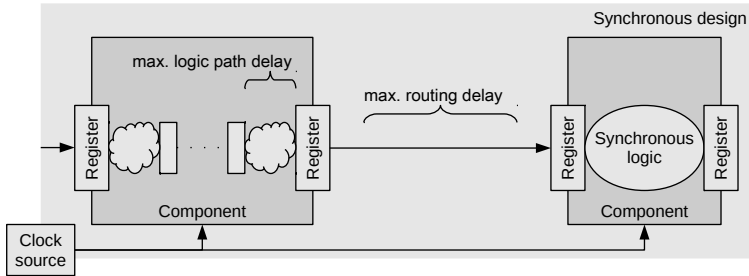 Synchronous design
max. logic path delay
max. routing delay
Register
. . . .
Register
Register
Synchronous
logic
Register
Component
Component
Clock
source